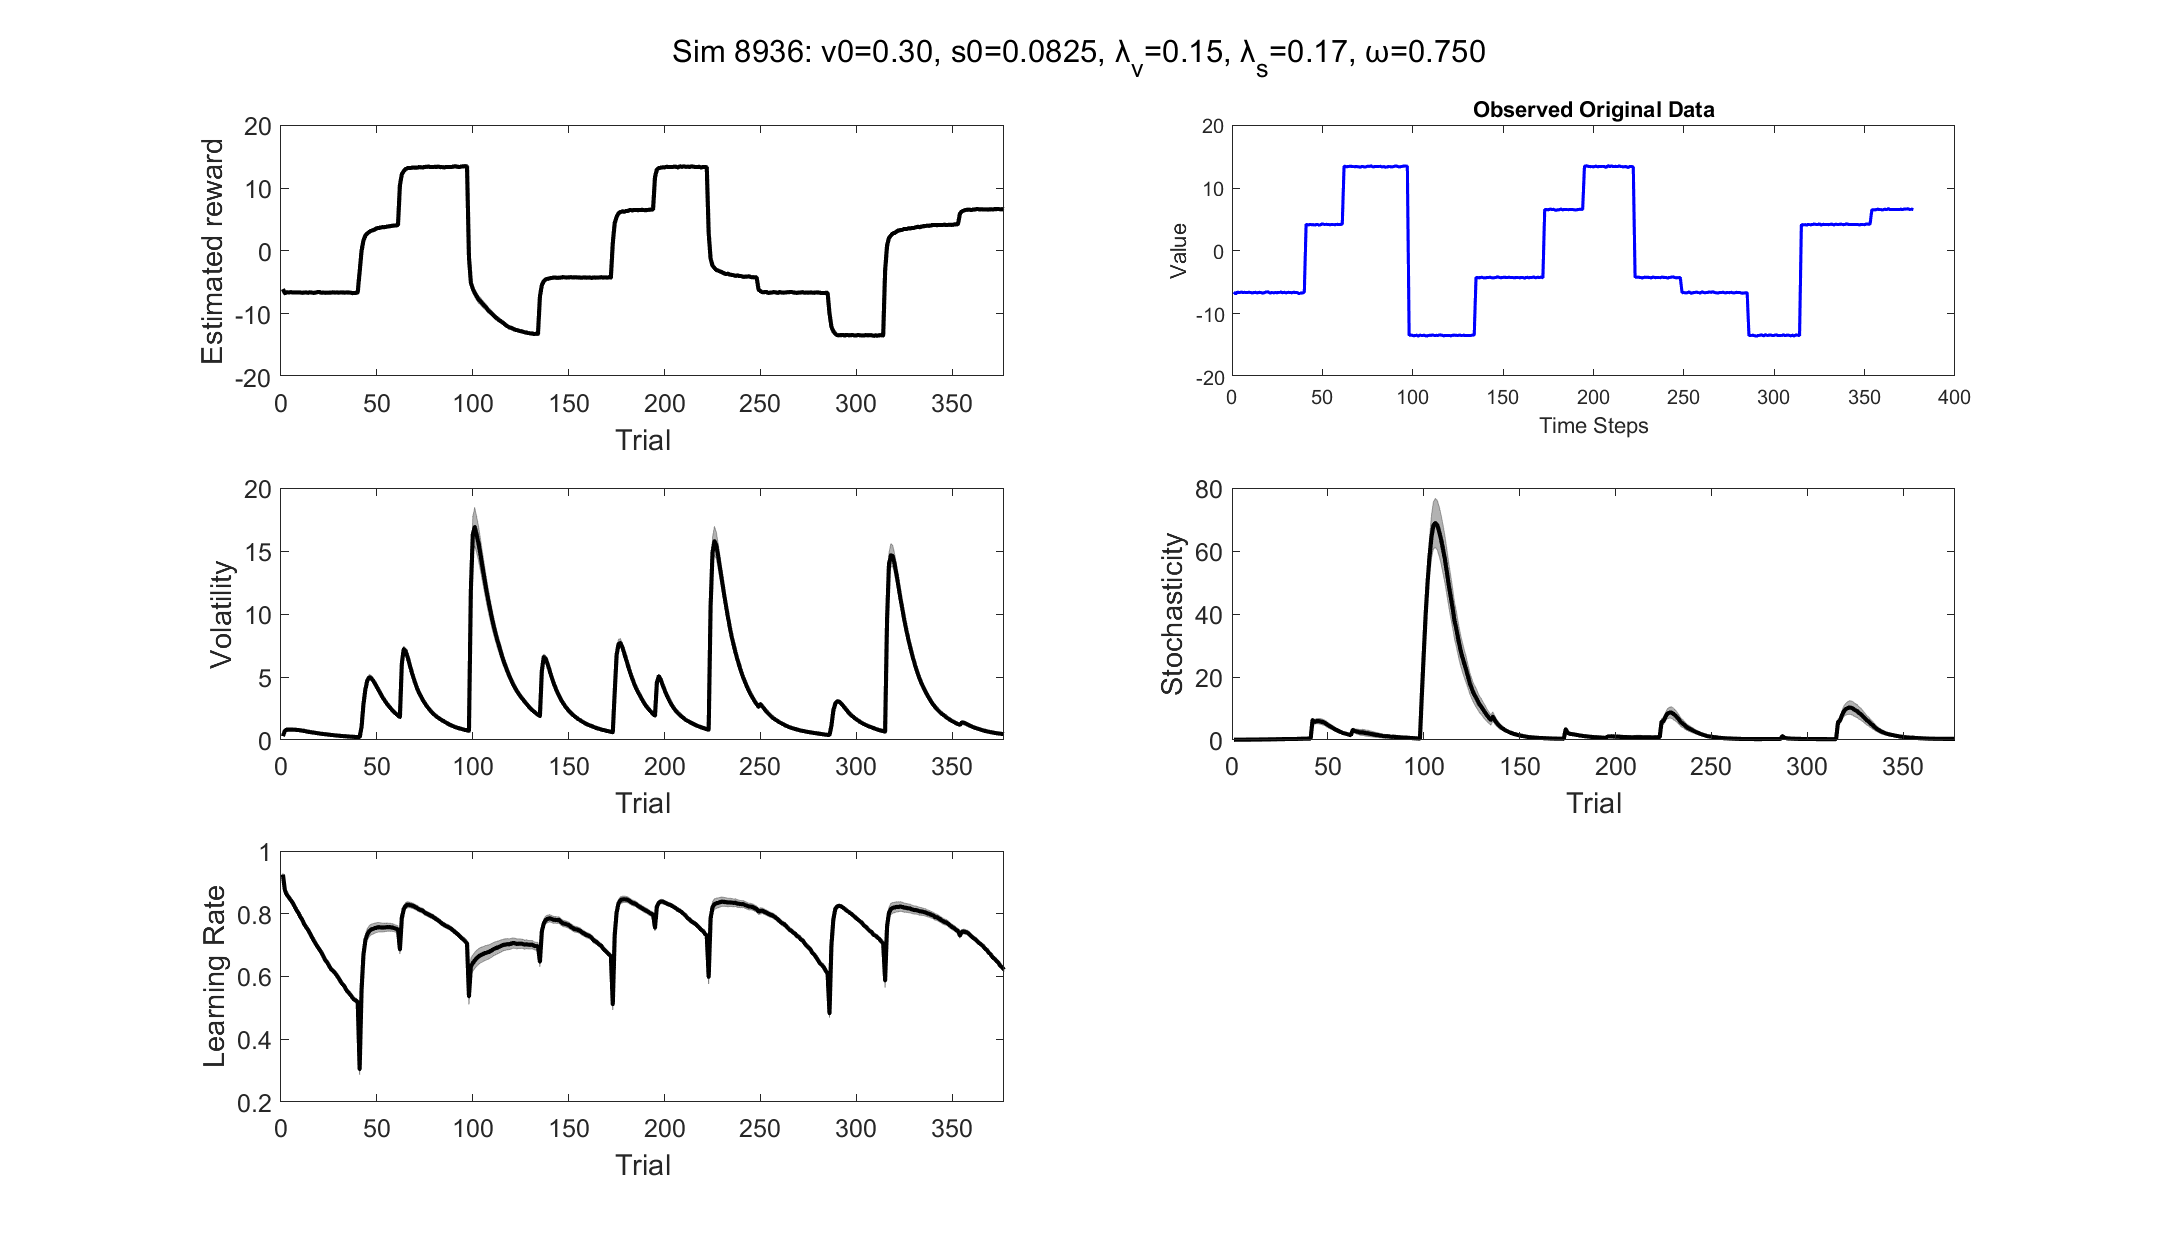 Sim 8936: v0=0.30, s0=0.0825, λv=0.15, λs=0.17, ω=0.750
Estimated reward
20
10
0
-10
-20
0 50 100 150 200 250 300 350
Trial
Observed Original Data
Value
20
10
0
-10
-20
0 50 100 150 200 250 300 350 400
Time Steps
Volatility
20
15
10
5
0
0 50 100 150 200 250 300 350
Trial
Stochasticity
80
60
40
20
0
0 50 100 150 200 250 300 350
Trial
Learning Rate
1
0.8
0.6
0.4
0.2
0 50 100 150 200 250 300 350
Trial